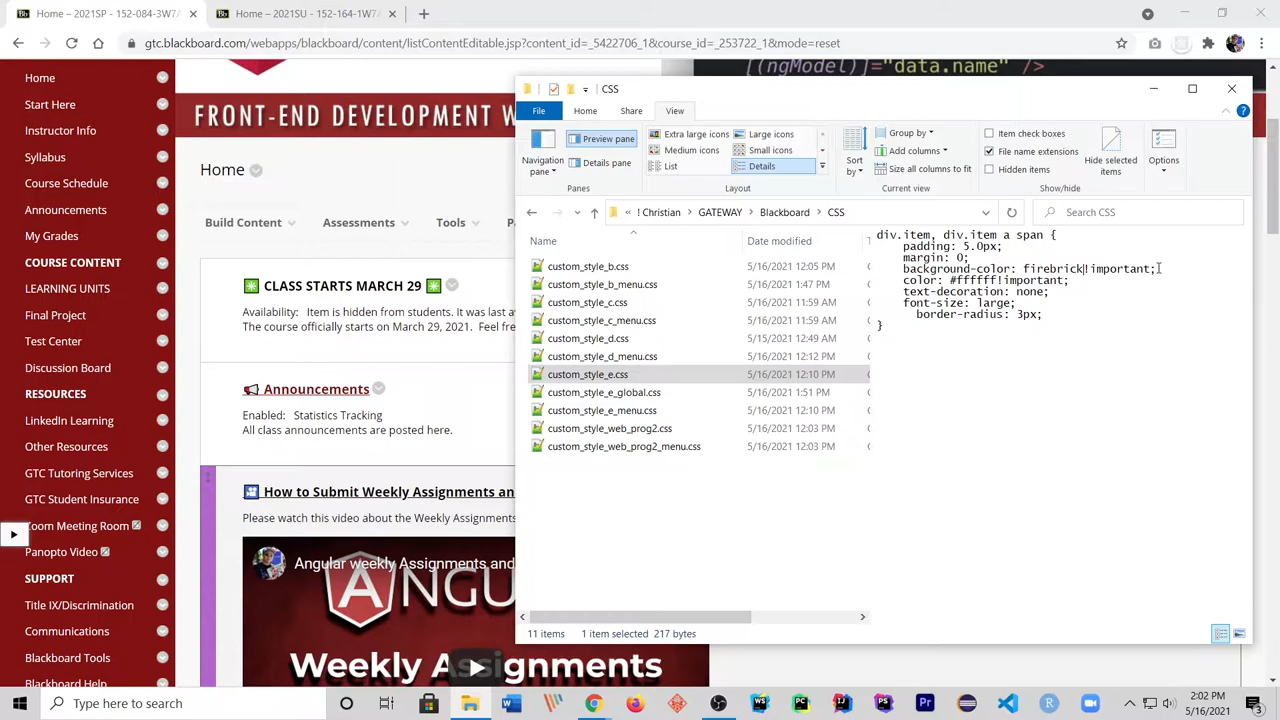 Home – 2021SP - 152-084-3W7A
Home – 2021SU - 152-164-1W7
gtc.blackboard.com/webapps/blackboard/content/listContentEditable.jsp?content_id=_5422706_1&course_id=_253722_1&mode=reset
[(ngModel)]="data.name" />
Home
Start Here
Instructor Info
Syllabus
Course Schedule
Announcements
My Grades
COURSE CONTENT
LEARNING UNITS
Final Project
Test Center
Discussion Board
RESOURCES
LinkedIn Learning
Other Resources
GTC Tutoring Services
GTC Student Insurance
Zoom Meeting Room
Panopto Video
SUPPORT
Title IX/Discrimination
Communications
Blackboard Tools
Blackboard Help
FRONT-END DEVELOPMENT W
Home
Build Content
Assessments
Tools
CLASS STARTS MARCH 29
Availability: Item is hidden from students. It was last av
The course officially starts on March 29, 2021. Feel fre
Announcements
Enabled: Statistics Tracking
All class announcements are posted here.
How to Submit Weekly Assignments an
Please watch this video about the Weekly Assignments
Angular weekly Assignments and
ANGU
Weekly Assignments
CSS
File
Home
Share
View
Navigation pane
Preview pane
Details pane
Panes
Extra large icons
Large icons
Medium icons
Small icons
List
Details
Layout
Sort by
Group by
Add columns
Size all columns to fit
Current view
Item check boxes
File name extensions
Hidden items
Hide selected items
Show/hide
Options
« ! Christian > GATEWAY > Blackboard > CSS
Search CSS
Name
Date modified
custom_style_b.css 5/16/2021 12:05 PM
custom_style_b_menu.css 5/16/2021 1:47 PM
custom_style_c.css 5/16/2021 11:59 AM
custom_style_c_menu.css 5/16/2021 11:59 AM
custom_style_d.css 5/15/2021 12:49 AM
custom_style_d_menu.css 5/16/2021 12:12 PM
custom_style_e.css 5/16/2021 12:10 PM
custom_style_e_global.css 5/16/2021 1:51 PM
custom_style_e_menu.css 5/16/2021 12:10 PM
custom_style_web_prog2.css 5/16/2021 12:03 PM
custom_style_web_prog2_menu.css 5/16/2021 12:03 PM
div.item, div.item a span {
padding: 5.0px;
margin: 0;
background-color: firebrick!important;
color: #ffffff!important;
text-decoration: none;
font-size: large;
border-radius: 3px;
}
11 items 1 item selected 217 bytes
Type here to search
2:02 PM
5/16/2021